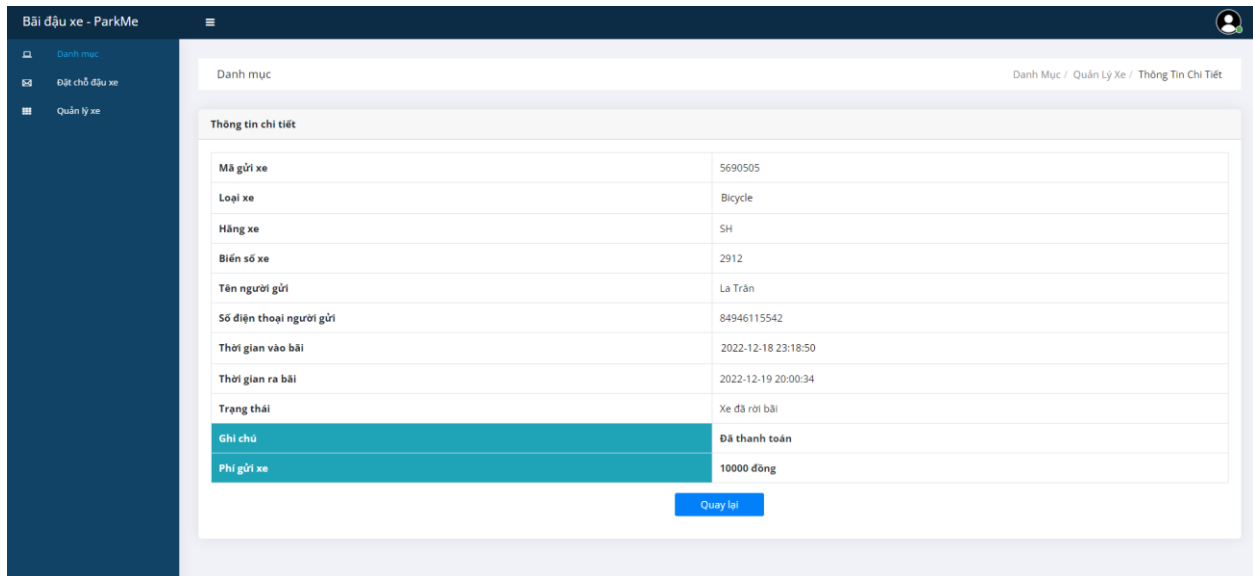 Bãi đậu xe - ParkMe
Danh mục
Đặt chỗ đậu xe
Quản lý xe
Danh mục
Danh Mục / Quản Lý Xe / Thông Tin Chi Tiết
Thông tin chi tiết
Mã gửi xe 5690505
Loại xe Bicycle
Hãng xe SH
Biển số xe 2912
Tên người gửi La Trân
Số điện thoại người gửi 84946115542
Thời gian vào bãi 2022-12-18 23:18:50
Thời gian ra bãi 2022-12-19 20:00:34
Trạng thái Xe đã rời bãi
Ghi chú Đã thanh toán
Phí gửi xe 10000 đồng
Quay lại